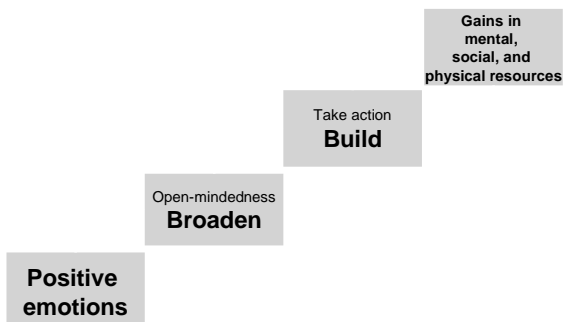 Gains in
mental,
social, and
physical resources
Take action
Build
Open-mindedness
Broaden
Positive
emotions